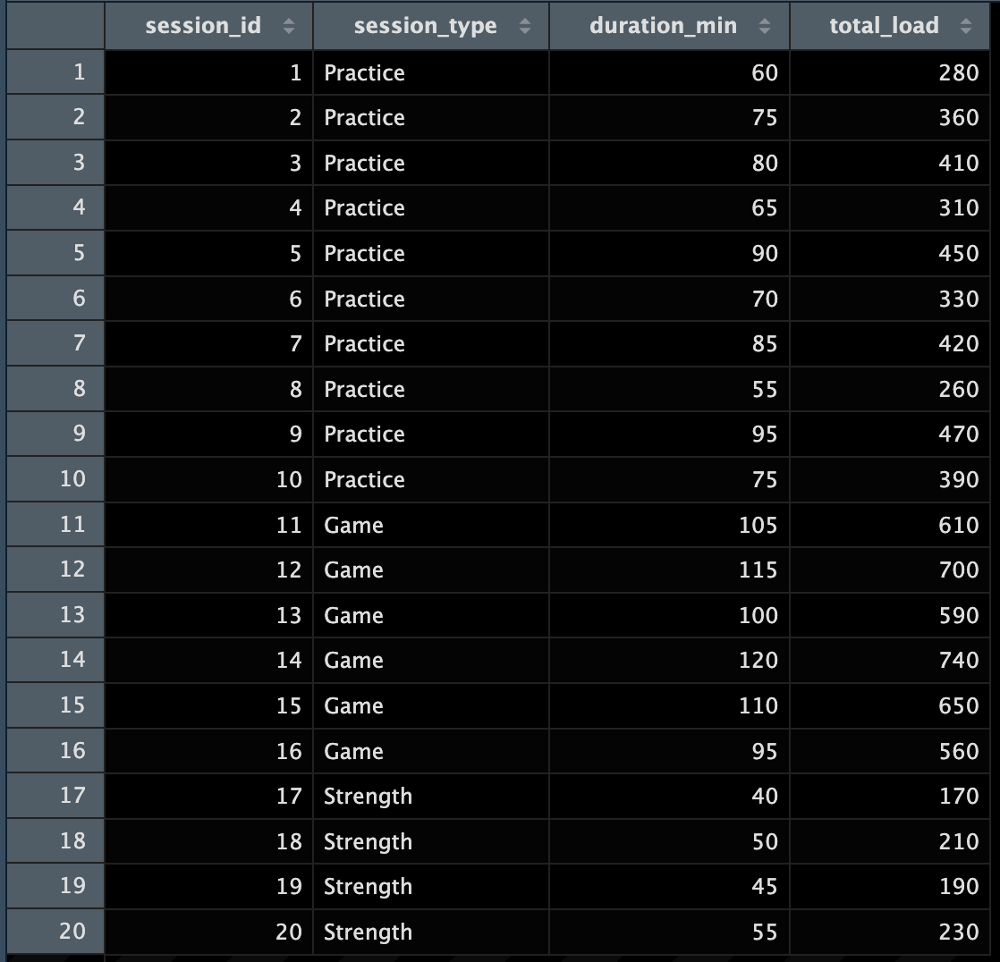 session_id session_type duration_min total_load
1 1 Practice 60 280
2 2 Practice 75 360
3 3 Practice 80 410
4 4 Practice 65 310
5 5 Practice 90 450
6 6 Practice 70 330
7 7 Practice 85 420
8 8 Practice 55 260
9 9 Practice 95 470
10 10 Practice 75 390
11 11 Game 105 610
12 12 Game 115 700
13 13 Game 100 590
14 14 Game 120 740
15 15 Game 110 650
16 16 Game 95 560
17 17 Strength 40 170
18 18 Strength 50 210
19 19 Strength 45 190
20 20 Strength 55 230